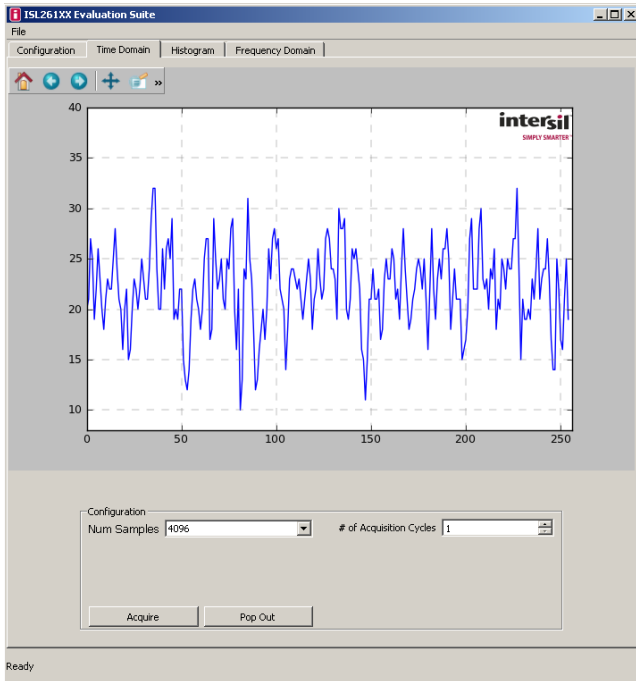 ISL261XX Evaluation Suite
File
Configuration Time Domain Histogram Frequency Domain
»
40
35
30
25
20
15
10
0 50 100 150 200 250
intersil
SIMPLY SMARTER™
Configuration
Num Samples 4096
# of Acquisition Cycles 1
Acquire Pop Out
Ready